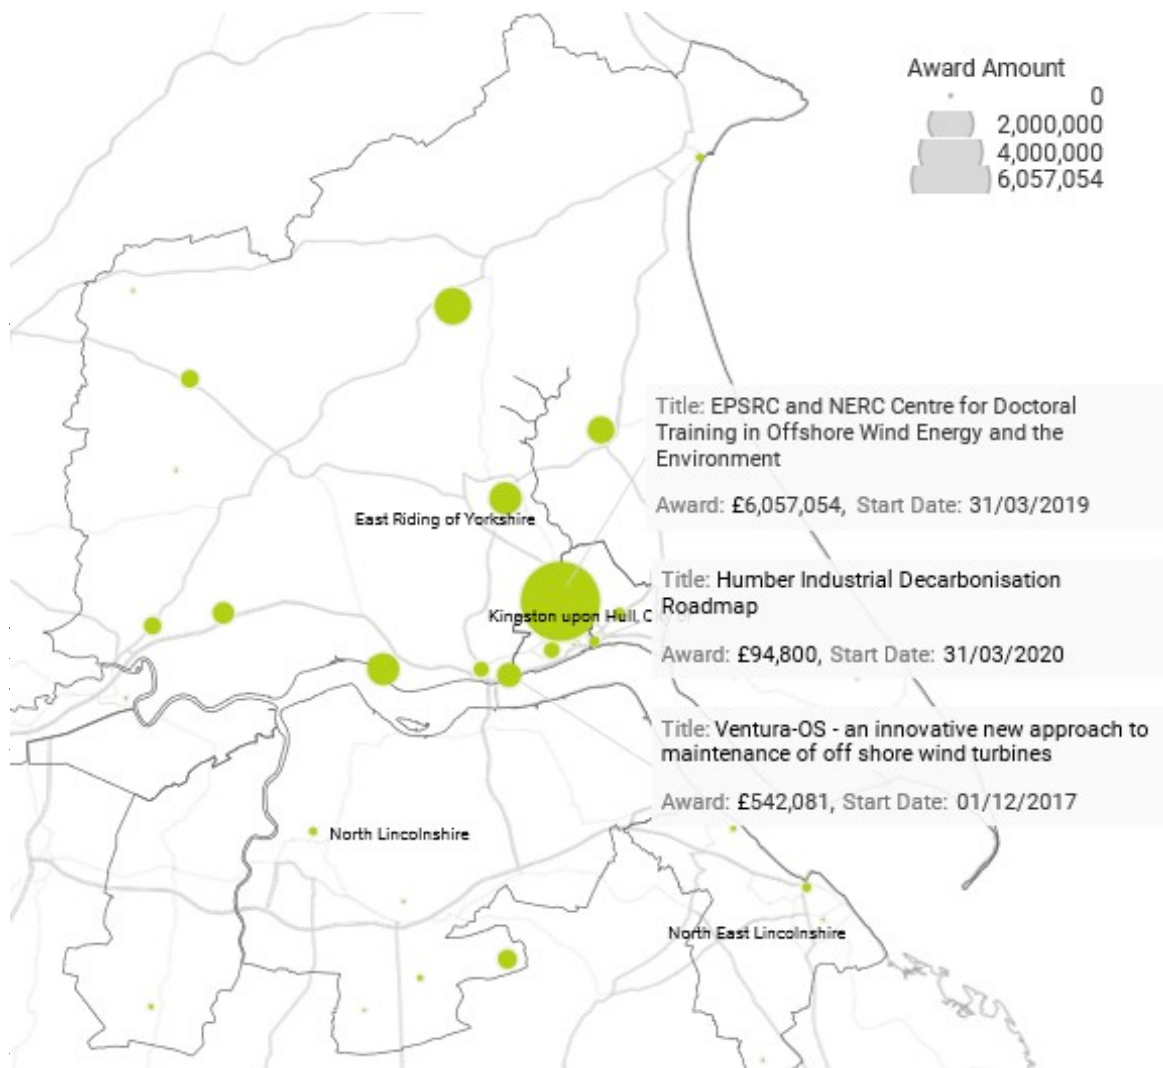 Award Amount
0
2,000,000
4,000,000
6,057,054
Title: EPSRC and NERC Centre for Doctoral
Training in Offshore Wind Energy and the
Environment
Award: £6,057,054, Start Date: 31/03/2019
East Riding of Yorkshire
Title: Humber Industrial Decarbonisation
Roadmap
Kingston upon Hull, C
Award: £94,800, Start Date: 31/03/2020
Title: Ventura-OS - an innovative new approach to
maintenance of off shore wind turbines
Award: £542,081, Start Date: 01/12/2017
North Lincolnshire
North East Lincolnshire